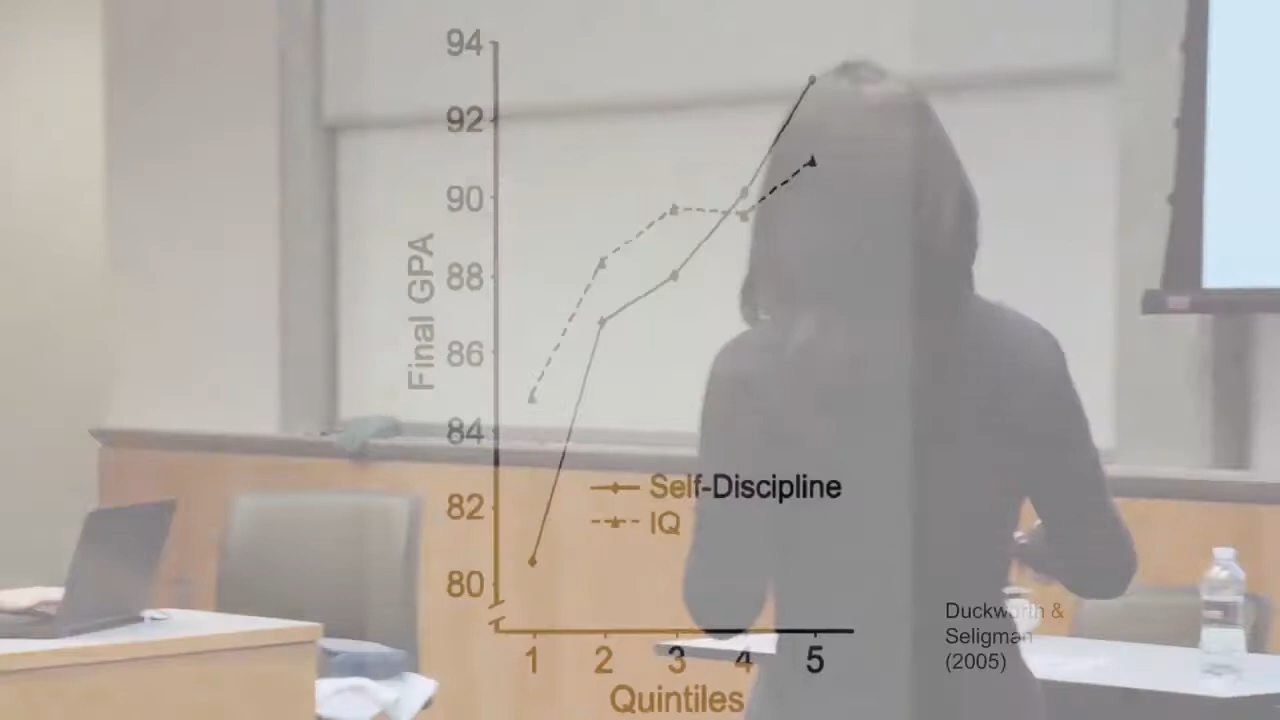 94
92
90
88
86
84
82
80
Final GPA
Self-Discipline
IQ
1 2 3 4 5
Quintiles
Duckworth &
Seligman
(2005)